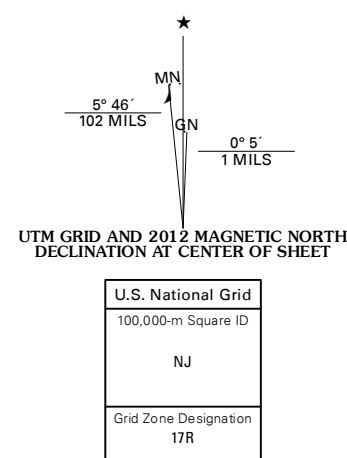 ★
M.N.
5° 46´
102 MILS
GN
0° 5´
1 MILS
UTM GRID AND 2012 MAGNETIC NORTH
DECLINATION AT CENTER OF SHEET
U.S. National Grid
100,000-m Square ID
NJ
Grid Zone Designation
17R